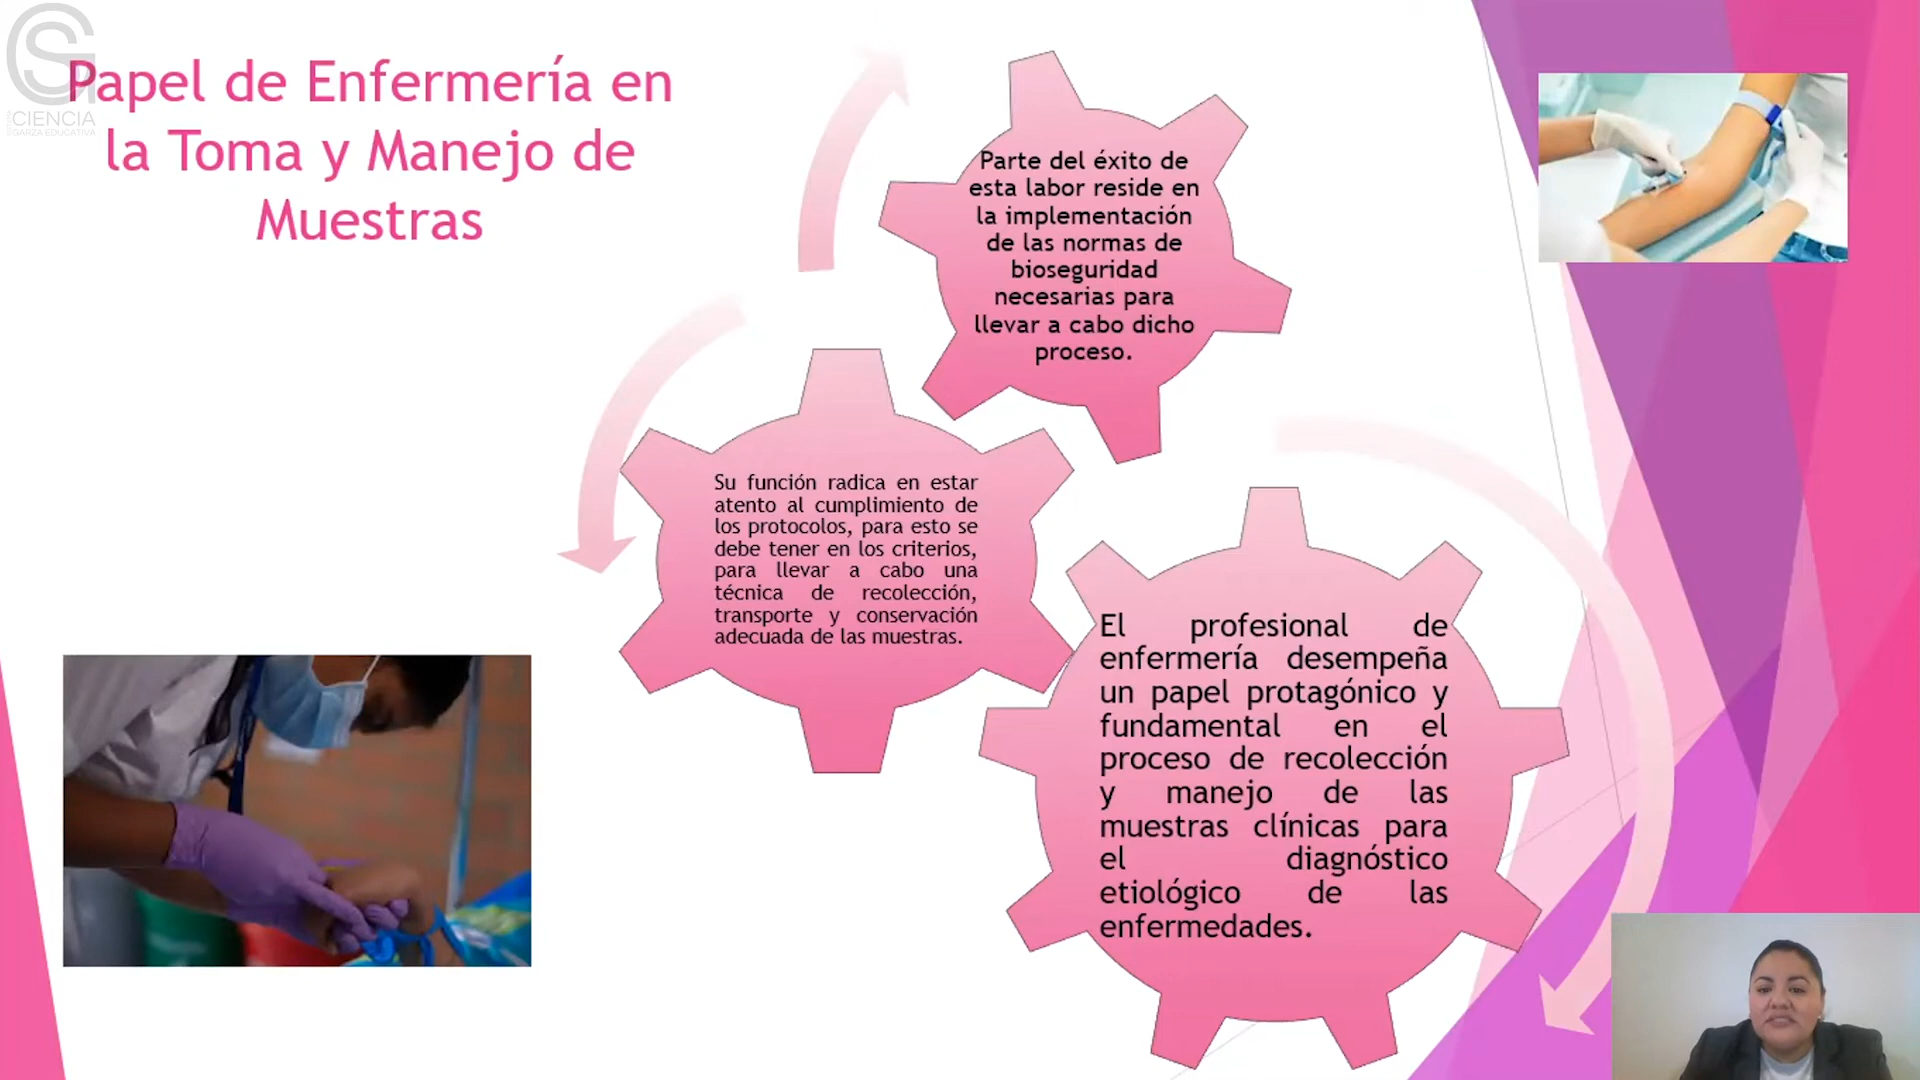 Papel de Enfermería en
la Toma y Manejo de
Muestras
CIENCIA
GARZA EDUCATIVA
Parte del éxito de
esta labor reside en
la implementación
de las normas de
bioseguridad
necesarias para
llevar a cabo dicho
proceso.
Su función radica en estar
atento al cumplimiento de
los protocolos, para esto se
debe tener en los criterios,
para llevar a cabo una
técnica de recolección,
transporte y conservación
adecuada de las muestras.
El profesional de
enfermería desempeña
un papel protagónico y
fundamental en el
proceso de recolección
y manejo de las
muestras clínicas para
el diagnóstico
etiológico de las
enfermedades.